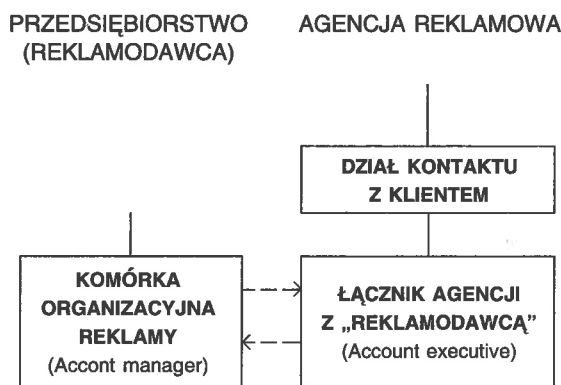 PRZEDSIĘBIORSTWO
(REKLAMODAWCA)
AGENCJA REKLAMOWA
DZIAŁ KONTAKTU
Z KLIENTEM
KOMÓRKA
ORGANIZACYJNA
REKLAMY
(Accont manager)
ŁĄCZNIK AGENCJI
Z „REKLAMODAWCĄ”
(Account executive)